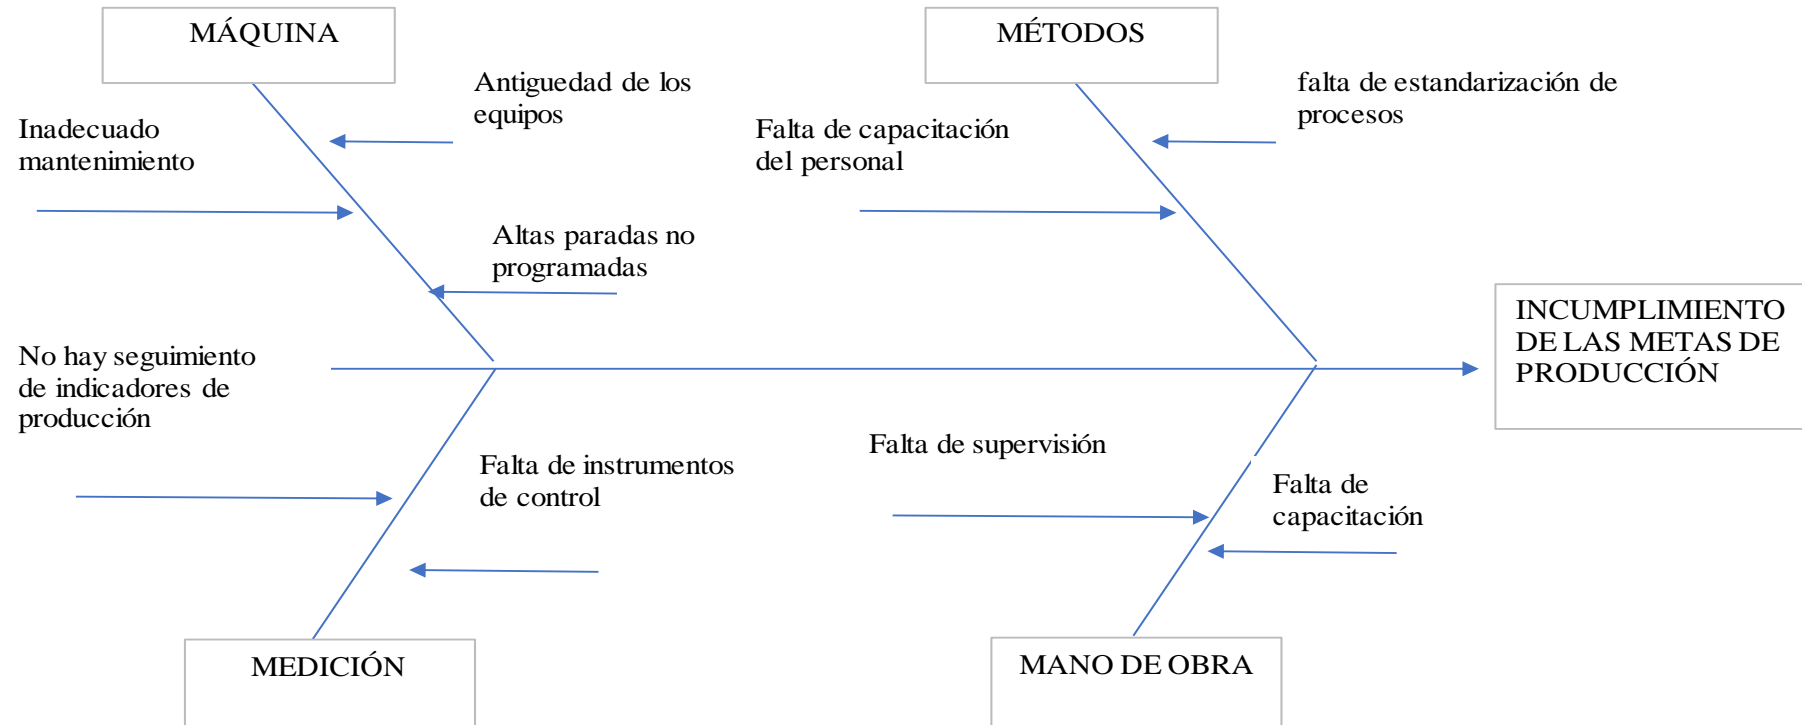 MÁQUINA
MÉTODOS
Antiguedad de los
equipos
falta de estandarización de
procesos
Inadecuado
mantenimiento
Falta de capacitación
del personal
Altas paradas no
programadas
INCUMPLIMIENTO
DE LAS METAS DE
PRODUCCIÓN
No hay seguimiento
de indicadores de
producción
Falta de supervisión
Falta de instrumentos
de control
Falta de
capacitación
MEDICIÓN
MANO DE OBRA